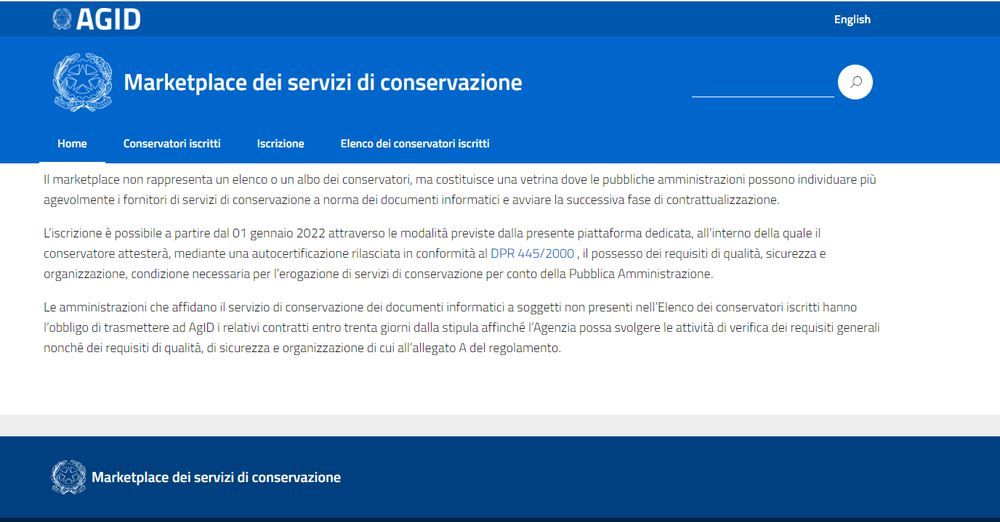 AGID
English
Marketplace dei servizi di conservazione
Home
Conservatori iscritti
Iscrizione
Elenco dei conservatori iscritti
Il marketplace non rappresenta un elenco o un albo dei conservatori, ma costituisce una vetrina dove le pubbliche amministrazioni possono individuare più
agevolmente i fornitori di servizi di conservazione a norma dei documenti informatici e avviare la successiva fase di contrattualizzazione.
L’iscrizione è possibile a partire dal 01 gennaio 2022 attraverso le modalità previste dalla presente piattaforma dedicata, all’interno della quale il
conservatore attesterà, mediante una autocertificazione rilasciata in conformità al DPR 445/2000 , il possesso dei requisiti di qualità, sicurezza e
organizzazione, condizione necessaria per l’erogazione di servizi di conservazione per conto della Pubblica Amministrazione.
Le amministrazioni che affidano il servizio di conservazione dei documenti informatici a soggetti non presenti nell’Elenco dei conservatori iscritti hanno
l’obbligo di trasmettere ad AgID i relativi contratti entro trenta giorni dalla stipula affinché l’Agenzia possa svolgere le attività di verifica dei requisiti generali
nonché dei requisiti di qualità, di sicurezza e organizzazione di cui all’allegato A del regolamento.
Marketplace dei servizi di conservazione